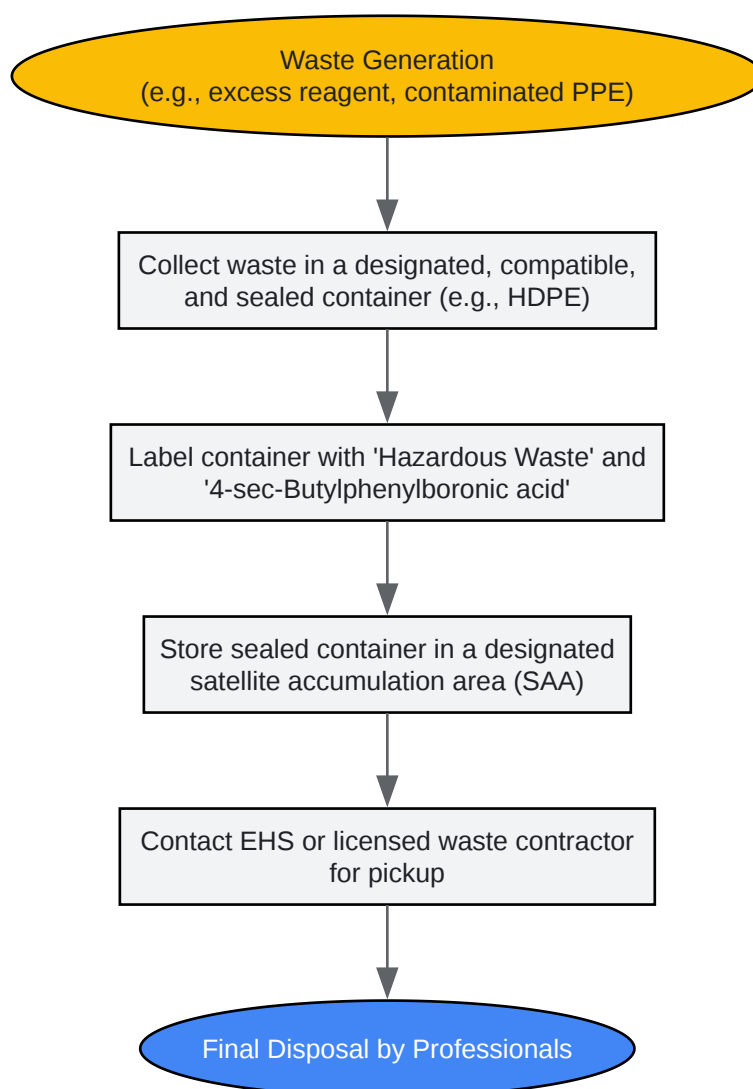 Waste Generation
(e.g., excess reagent, contaminated PPE)
Collect waste in a designated, compatible,
and sealed container (e.g., HDPE)
Label container with 'Hazardous Waste' and
'4-sec-Butylphenylboronic acid'
Store sealed container in a designated
satellite accumulation area (SAA)
Contact EHS or licensed waste contractor
for pickup
Final Disposal by Professionals